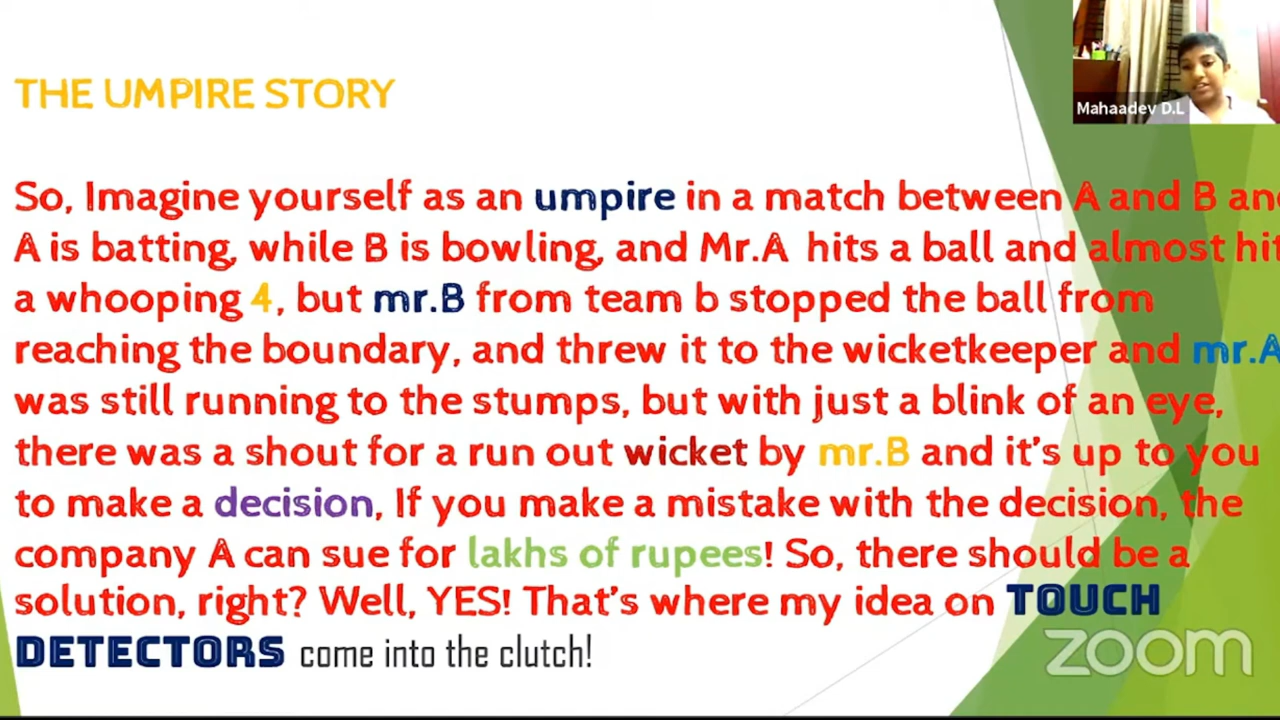 THE UMPIRE STORY
Mahaadev D.L
So, Imagine yourself as an umpire in a match between A and B and
A is batting, while B is bowling, and Mr.A hits a ball and almost hit
a whooping 4, but mr.B from team b stopped the ball from
reaching the boundary, and threw it to the wicketkeeper and mr.A
was still running to the stumps, but with just a blink of an eye,
there was a shout for a run out wicket by mr.B and it's up to you
to make a decision, If you make a mistake with the decision, the
company A can sue for lakhs of rupees! So, there should be a
solution, right? Well, YES! That's where my idea on TOUCH
DETECTORS come into the clutch!
zoom